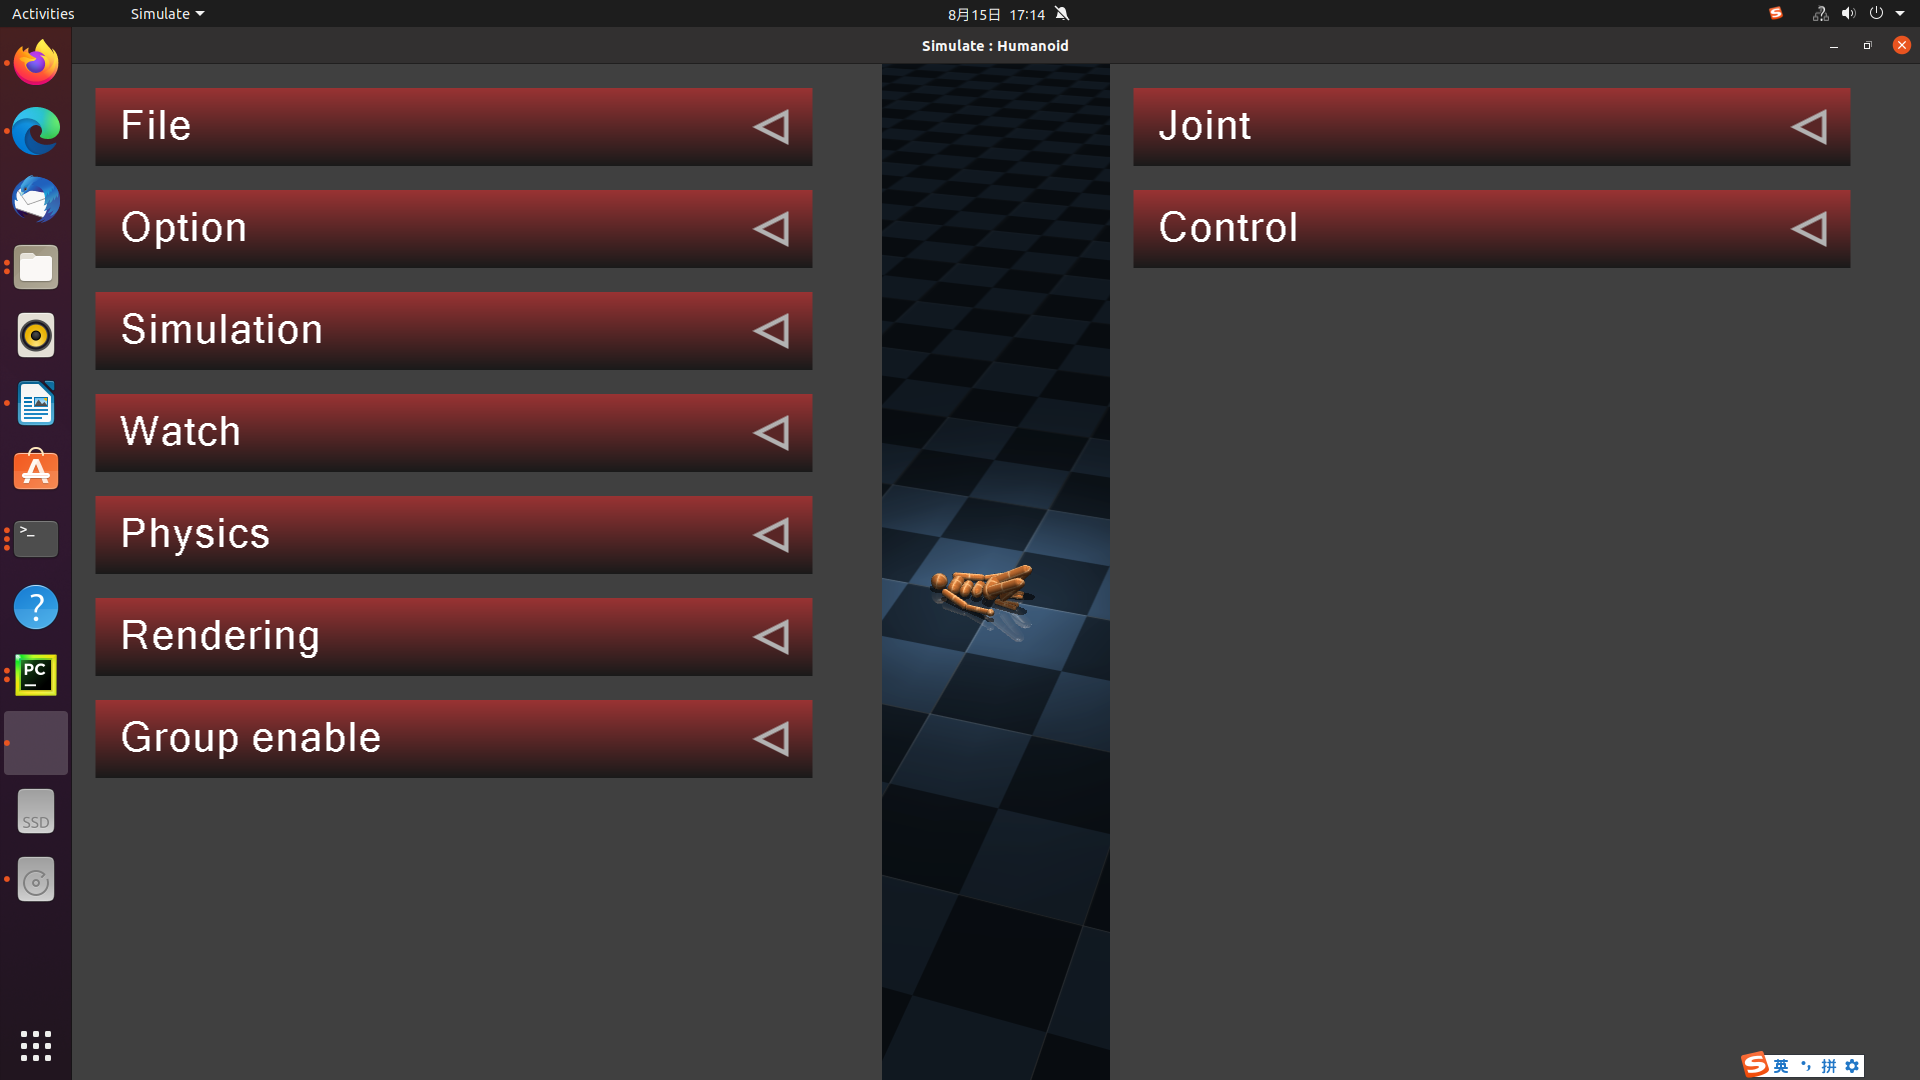 Activities
Simulate
8月15日 17:14
Simulate : Humanoid
File
Option
Simulation
Watch
Physics
Rendering
Group enable
Joint
Control
>_
?
PC
SSD
S
英 拼